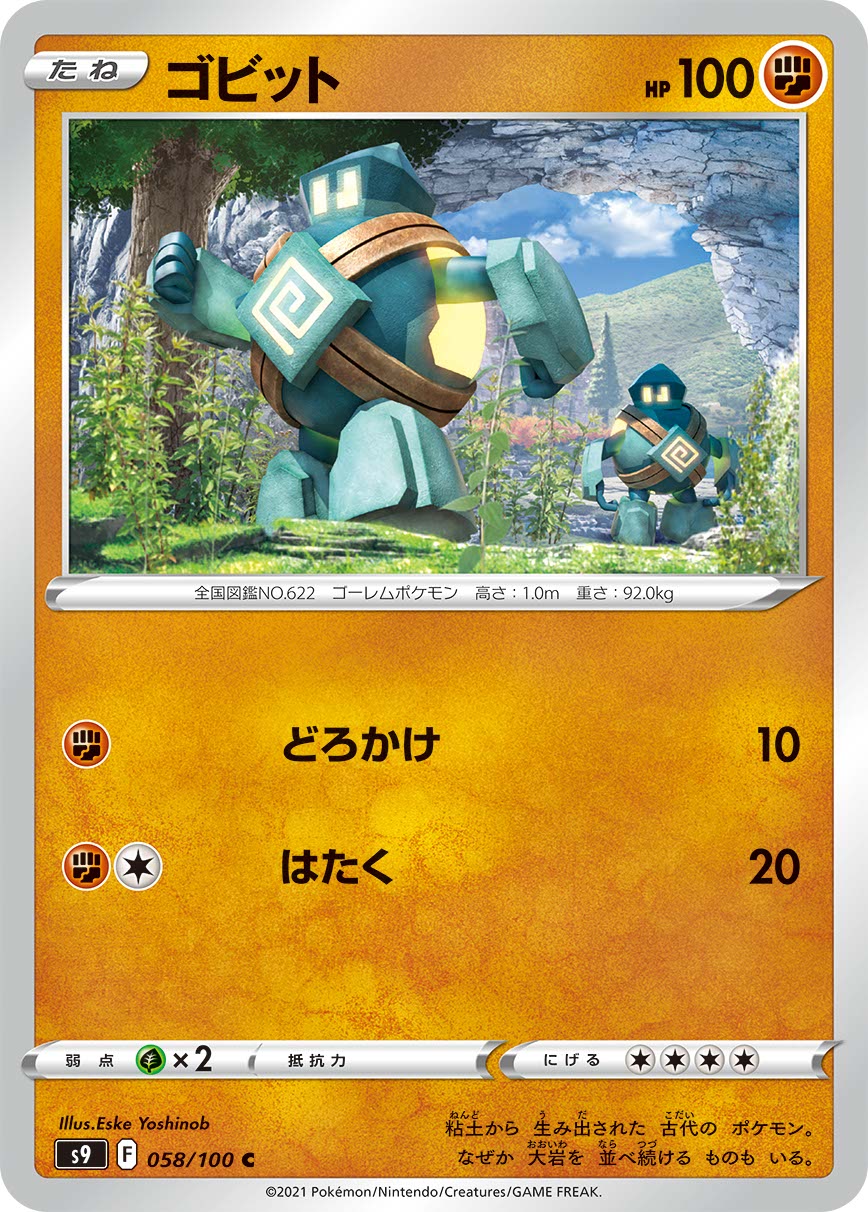 たね ゴビット HP 100
全国図鑑NO.622 ゴーレムポケモン 高さ：1.0m 重さ：92.0kg
どろかけ 10
はたく 20
弱点 ×2 抵抗力 にげる
Illus.Eske Yoshinob
粘土から 生み出された 古代の ポケモン。
なぜか 大岩を 並べ続ける ものも いる。
s9 F 058/100 C
©2021 Pokémon/Nintendo/Creatures/GAME FREAK.